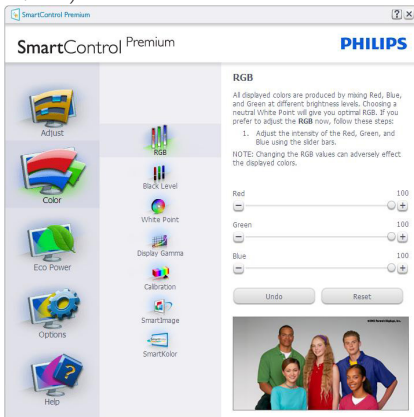 SmartControl Premium
SmartControl Premium
PHILIPS
Adjust
Color
Eco Power
Options
Help
RGB
Black Level
White Point
Display Gamma
Calibration
SmartImage
SmartKolor
RGB
All displayed colors are produced by mixing Red, Blue,
and Green at different brightness levels. Choosing a
neutral White Point will give you optimal RGB. If you
prefer to adjust the RGB now, follow these steps:
1. Adjust the intensity of the Red, Green, and
Blue using the slider bars.
NOTE: Changing the RGB values can adversely effect
the displayed colors.
Red 100
Green 100
Blue 100
Undo Reset